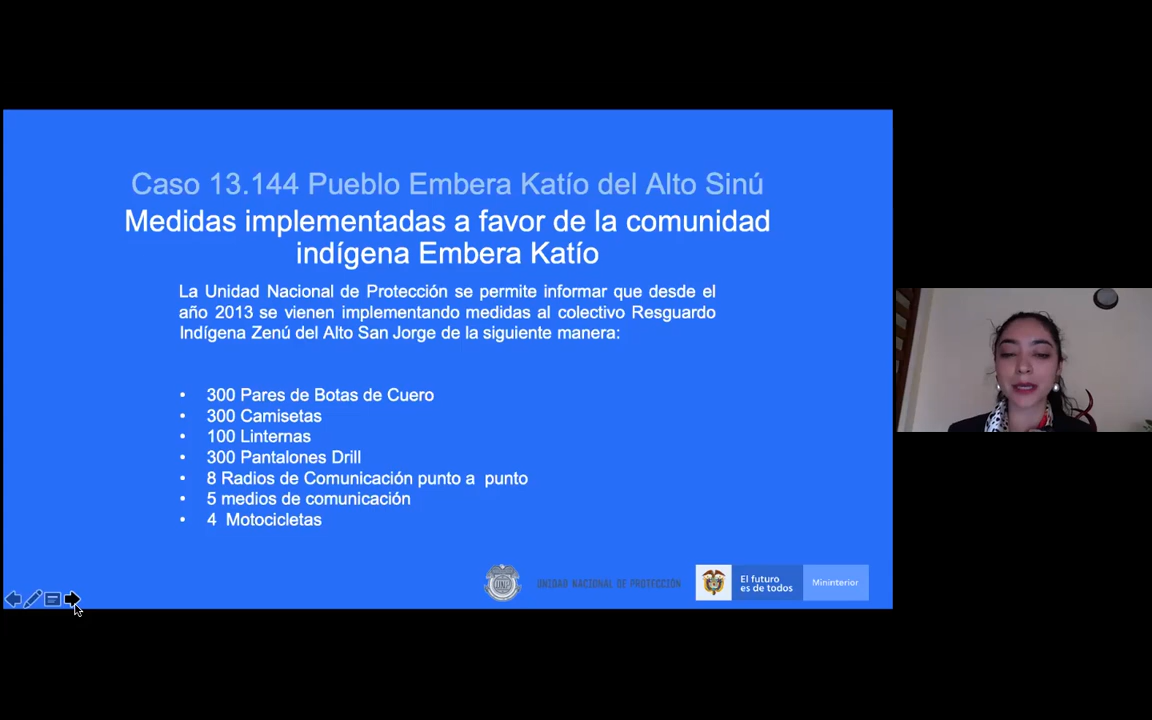 Caso 13.144 Pueblo Embera Katío del Alto Sinú
Medidas implementadas a favor de la comunidad
indígena Embera Katío
La Unidad Nacional de Protección se permite informar que desde el
año 2013 se vienen implementando medidas al colectivo Resguardo
Indígena Zenú del Alto San Jorge de la siguiente manera:
• 300 Pares de Botas de Cuero
• 300 Camisetas
• 100 Linternas
• 300 Pantalones Drill
• 8 Radios de Comunicación punto a punto
• 5 medios de comunicación
• 4 Motocicletas
UNP
UNIDAD NACIONAL DE PROTECCIÓN
El futuro
es de todos
Mininterior